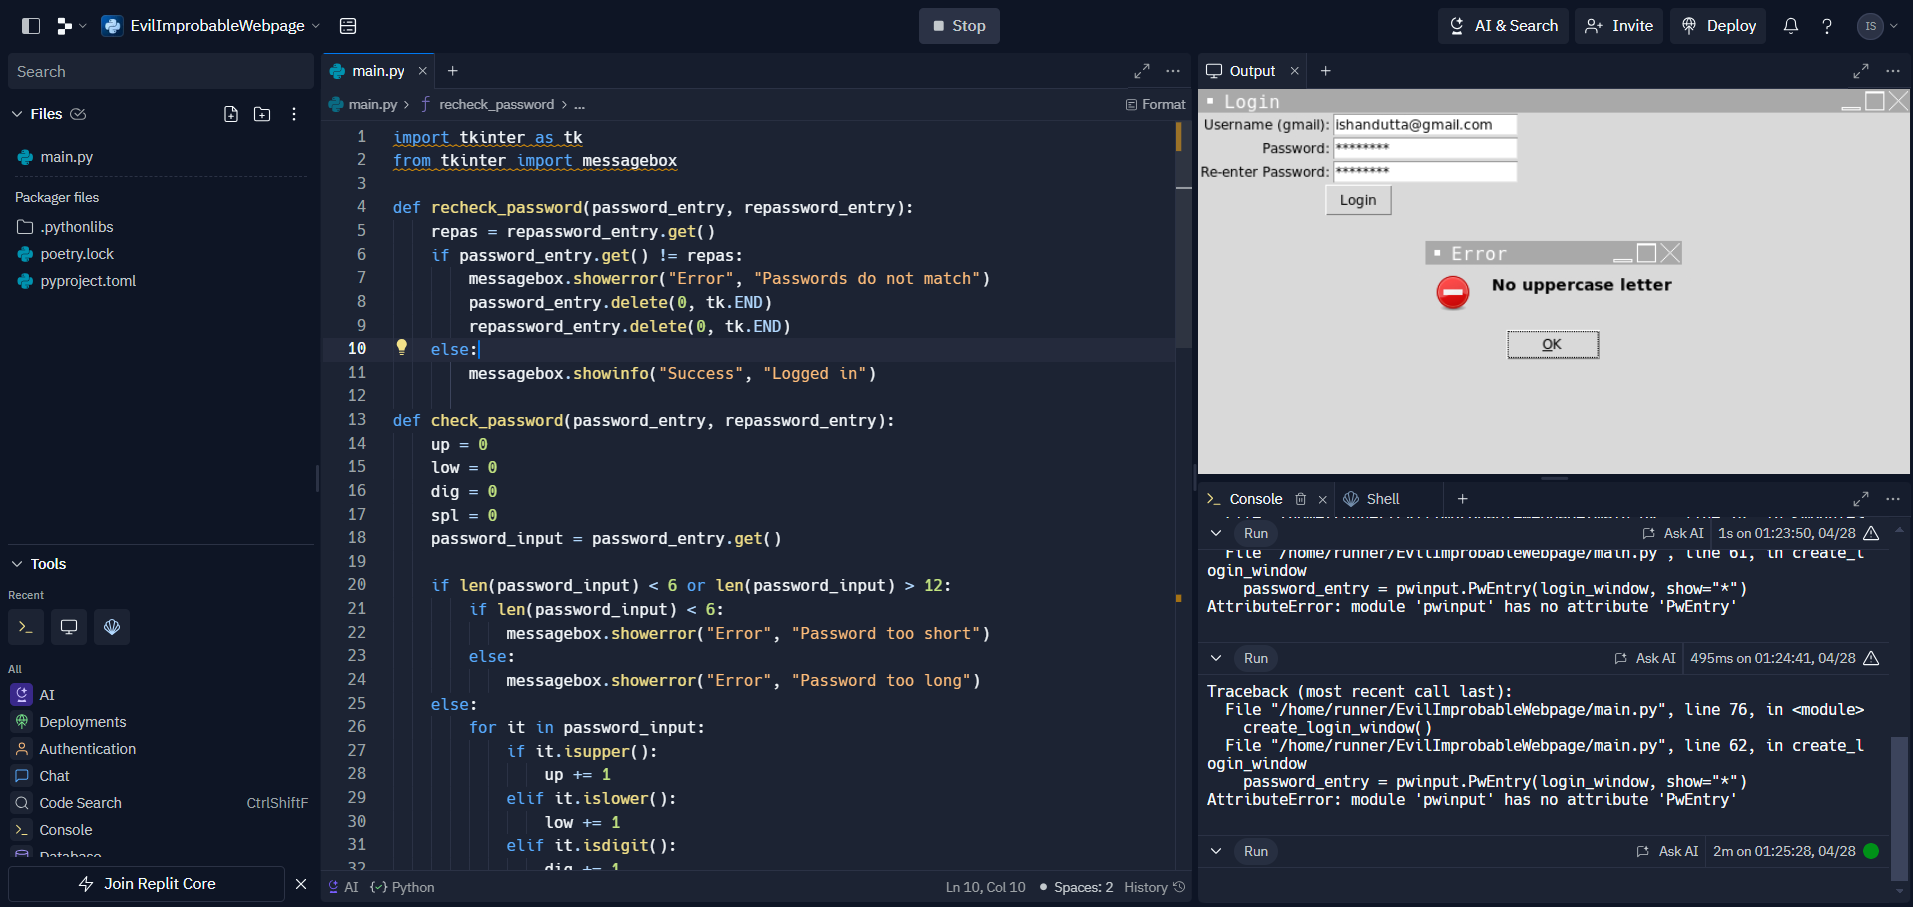 EvilImprobableWebpage
Stop
AI & Search
Invite
Deploy
?
IS
Search
Files
main.py
Packager files
.pythonlibs
poetry.lock
pyproject.toml
Tools
Recent
All
AI
Deployments
Authentication
Chat
Code Search CtrlShiftF
Console
Database
Join Replit Core
main.py
main.py > recheck_password > ...
Format
1 import tkinter as tk
2 from tkinter import messagebox
3
4 def recheck_password(password_entry, repassword_entry):
5 repas = repassword_entry.get()
6 if password_entry.get() != repas:
7 messagebox.showerror("Error", "Passwords do not match")
8 password_entry.delete(0, tk.END)
9 repassword_entry.delete(0, tk.END)
10 else:
11 messagebox.showinfo("Success", "Logged in")
12
13 def check_password(password_entry, repassword_entry):
14 up = 0
15 low = 0
16 dig = 0
17 spl = 0
18 password_input = password_entry.get()
19
20 if len(password_input) < 6 or len(password_input) > 12:
21 if len(password_input) < 6:
22 messagebox.showerror("Error", "Password too short")
23 else:
24 messagebox.showerror("Error", "Password too long")
25 else:
26 for it in password_input:
27 if it.isupper():
28 up += 1
29 elif it.islower():
30 low += 1
31 elif it.isdigit():
32 dig += 1
AI Python
Ln 10, Col 10 Spaces: 2 History
Output
Login
Username (gmail): ishandutta@gmail.com
Password: ********
Re-enter Password: ********
Login
Error
No uppercase letter
OK
Console
Shell
Run Ask AI 1s on 01:23:50, 04/28
File "/home/runner/EvilImprobableWebpage/main.py", line 61, in create_l
ogin_window
password_entry = pwinput.PwEntry(login_window, show="*")
AttributeError: module 'pwinput' has no attribute 'PwEntry'
Run Ask AI 495ms on 01:24:41, 04/28
Traceback (most recent call last):
File "/home/runner/EvilImprobableWebpage/main.py", line 76, in <module>
create_login_window()
File "/home/runner/EvilImprobableWebpage/main.py", line 62, in create_l
ogin_window
password_entry = pwinput.PwEntry(login_window, show="*")
AttributeError: module 'pwinput' has no attribute 'PwEntry'
Run Ask AI 2m on 01:25:28, 04/28